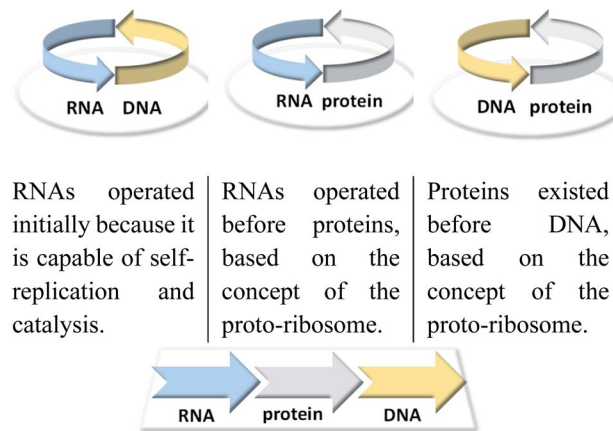 RNA DNA
RNA protein
DNA protein
RNAs operated
initially because it
is capable of self-
replication and
catalysis.
RNAs operated
before proteins,
based on the
concept of the
proto-ribosome.
Proteins existed
before DNA,
based on the
concept of the
proto-ribosome.
RNA protein DNA